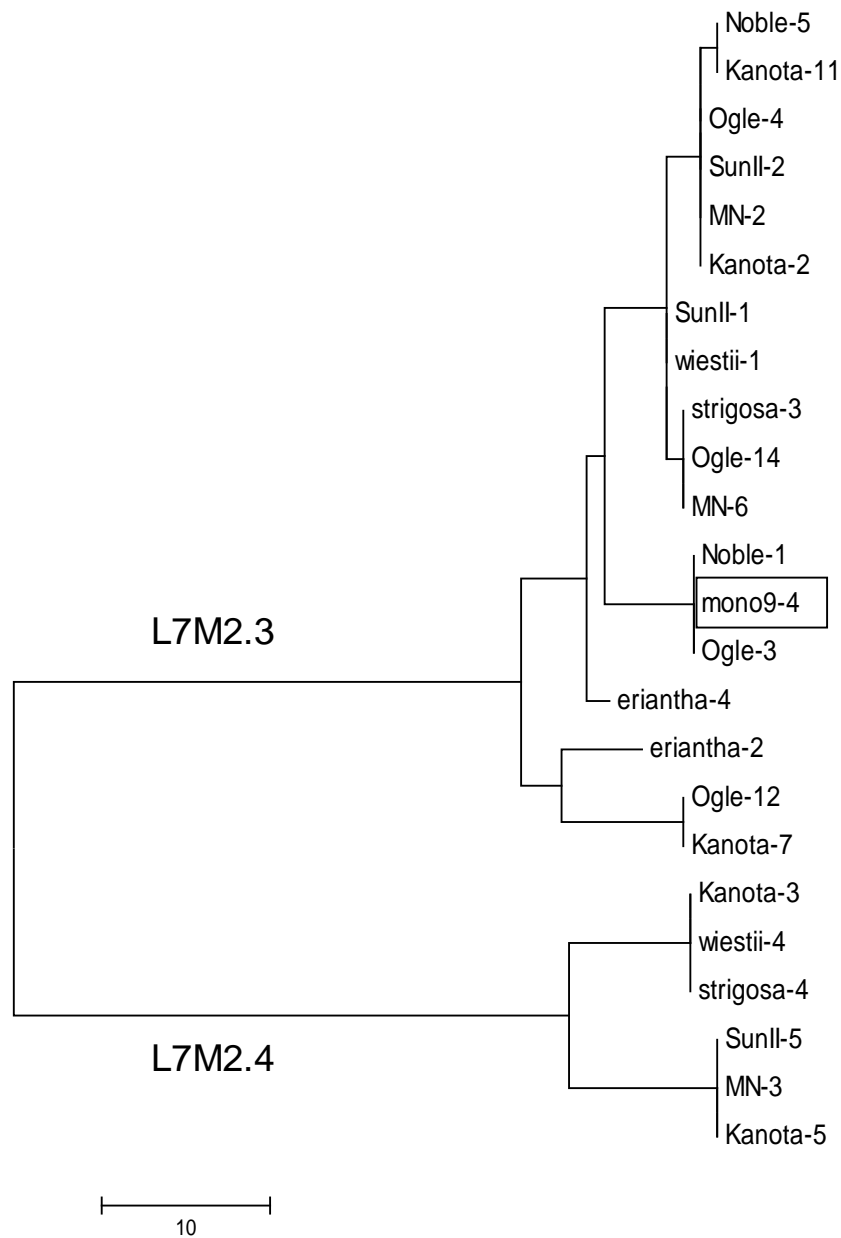 Noble-5
Kanota-11
Ogle-4
SunII-2
MN-2
Kanota-2
SunII-1
wiestii-1
strigosa-3
Ogle-14
MN-6
Noble-1
mono9-4
Ogle-3
L7M2.3
eriantha-4
eriantha-2
Ogle-12
Kanota-7
Kanota-3
wiestii-4
strigosa-4
SunII-5
L7M2.4
MN-3
Kanota-5
10